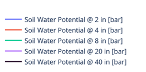 Soil Water Potential @ 2 in [bar]
Soil Water Potential @ 4 in [bar]
Soil Water Potential @ 8 in [bar]
Soil Water Potential @ 20 in [bar]
Soil Water Potential @ 40 in [bar]